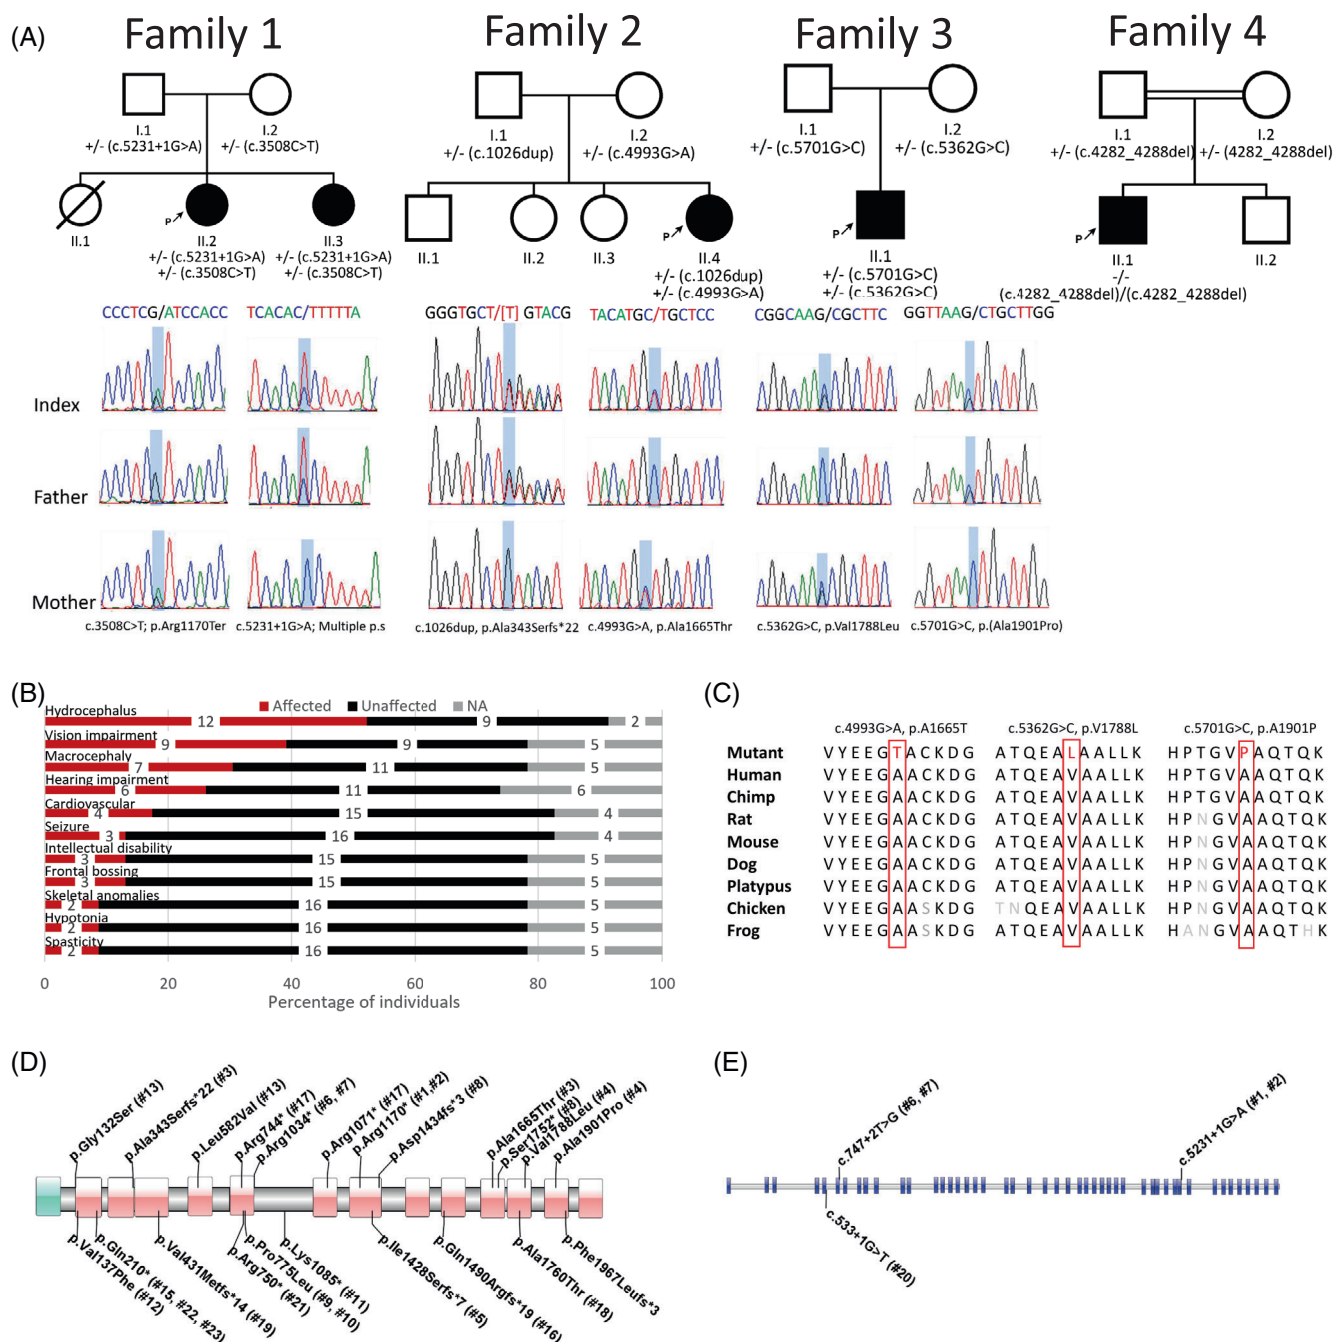 (A)
Family 1
Family 2
Family 3
Family 4
I.1
I.2
+/- (c.5231+1G>A)
+/- (c.3508C>T)
II.1
P
II.2
II.3
+/- (c.5231+1G>A)
+/- (c.5231+1G>A)
+/- (c.3508C>T)
+/- (c.3508C>T)
I.1
I.2
+/- (c.1026dup)
+/- (c.4993G>A)
II.1
II.2
II.3
P
II.4
+/- (c.1026dup)
+/- (c.4993G>A)
I.1
I.2
+/- (c.5701G>C)
+/- (c.5362G>C)
P
II.1
+/- (c.5701G>C)
+/- (c.5362G>C)
I.1
I.2
+/- (c.4282_4288del)
+/- (4282_4288del)
P
II.1
II.2
-/-
(c.4282_4288del)/(c.4282_4288del)
CCCTCG/ATCCACC
TCACAC/TTTTTA
GGGTGCT/[T] GTACG
TACATGC/TGCTCC
CGGCAAG/CGCTTC
GGTTAAG/CTGCTTGG
Index
Father
Mother
c.3508C>T; p.Arg1170Ter
c.5231+1G>A; Multiple p.s
c.1026dup, p.Ala343Serfs*22
c.4993G>A, p.Ala1665Thr
c.5362G>C, p.Val1788Leu
c.5701G>C, p.(Ala1901Pro)
(B)
Affected
Unaffected
NA
Hydrocephalus
12
9
2
Vision impairment
9
9
5
Macrocephaly
7
11
5
Hearing impairment
6
11
6
Cardiovascular
4
15
4
Seizure
3
16
4
Intellectual disability
3
15
5
Frontal bossing
3
15
5
Skeletal anomalies
2
16
5
Hypotonia
2
16
5
Spasticity
2
16
5
0
20
40
60
80
100
Percentage of individuals
(C)
c.4993G>A, p.A1665T
c.5362G>C, p.V1788L
c.5701G>C, p.A1901P
Mutant VYEEGTACKDG ATQEALAALLK HPTGVPAQTQK
Human VYEEGAACKDG ATQEAVAALLK HPTGVAAQTQK
Chimp VYEEGAACKDG ATQEAVAALLK HPTGVAAQTQK
Rat VYEEGAACKDG ATQEAVAALLK HPNGVAAQTQK
Mouse VYEEGAACKDG ATQEAVAALLK HPNGVAAQTQK
Dog VYEEGAACKDG ATQEAVAALLK HPNGVAAQTQK
Platypus VYEEGAACKDG ATQEAVAALLK HPNGVAAQTQK
Chicken VYEEGAASKDG TNQEAVAALLK HPNGVAAQTQK
Frog VYEEGAASKDG ATQEAVAALLK HANGVAAQTHK
(D)
p.Gly132Ser (#13)
p.Ala343Serfs*22 (#3)
p.Leu582Val (#13)
p.Arg744* (#17)
p.Arg1034* (#6, #7)
p.Arg1071* (#17)
p.Arg1170* (#1,#2)
p.Asp1434fs*3 (#8)
p.Ala1665Thr (#3)
p.Ser1752* (#8)
p.Val1788Leu (#4)
p.Ala1901Pro (#4)
p.Val137Phe (#12)
p.Gln210* (#15, #22, #23)
p.Val431Metfs*14 (#19)
p.Arg750* (#21)
p.Pro775Leu (#9, #10)
p.Lys1085* (#11)
p.Ile1428Serfs*7 (#5)
p.Gln1490Argfs*19 (#16)
p.Ala1760Thr (#18)
p.Phe1967Leufs*3
(E)
c.747+2T>G (#6, #7)
c.5231+1G>A (#1, #2)
c.533+1G>T (#20)